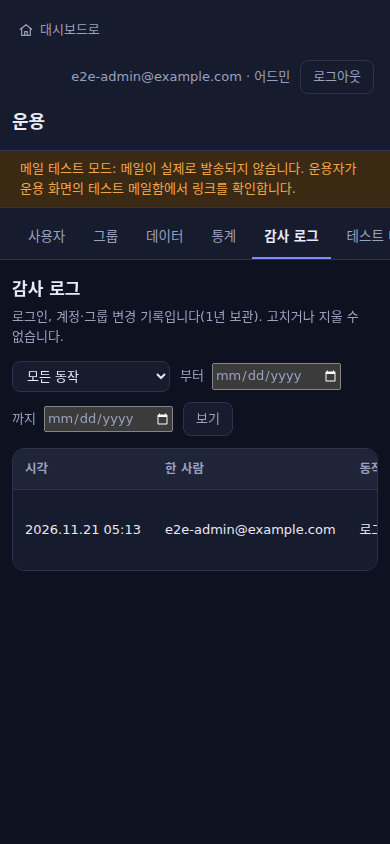 대시보드로
e2e-admin@example.com · 어드민
로그아웃
운용
메일 테스트 모드: 메일이 실제로 발송되지 않습니다. 운용자가
운용 화면의 테스트 메일함에서 링크를 확인합니다.
사용자 그룹 데이터 통계 감사 로그 테스트
감사 로그
로그인, 계정·그룹 변경 기록입니다(1년 보관). 고치거나 지울 수
없습니다.
모든 동작 부터 mm/dd/yyyy
까지 mm/dd/yyyy 보기
시각 한 사람 동작
2026.11.21 05:13 e2e-admin@example.com 로그